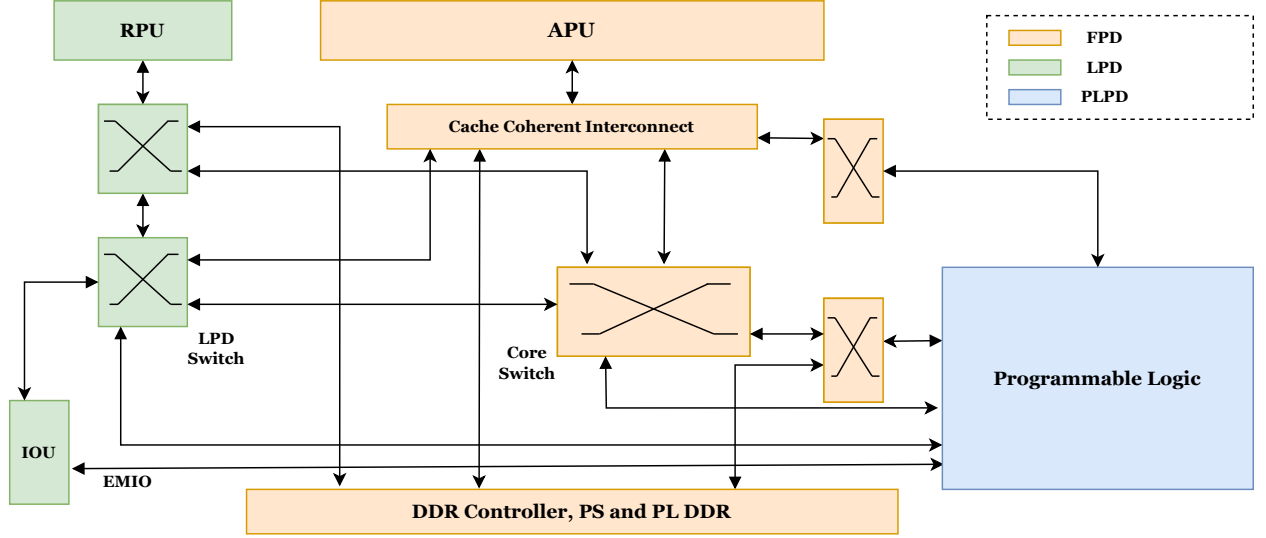 RPU
APU
FPD
LPD
PLPD
Cache Coherent Interconnect
LPD
Switch
Core
Switch
Programmable Logic
IOU
EMIO
DDR Controller, PS and PL DDR